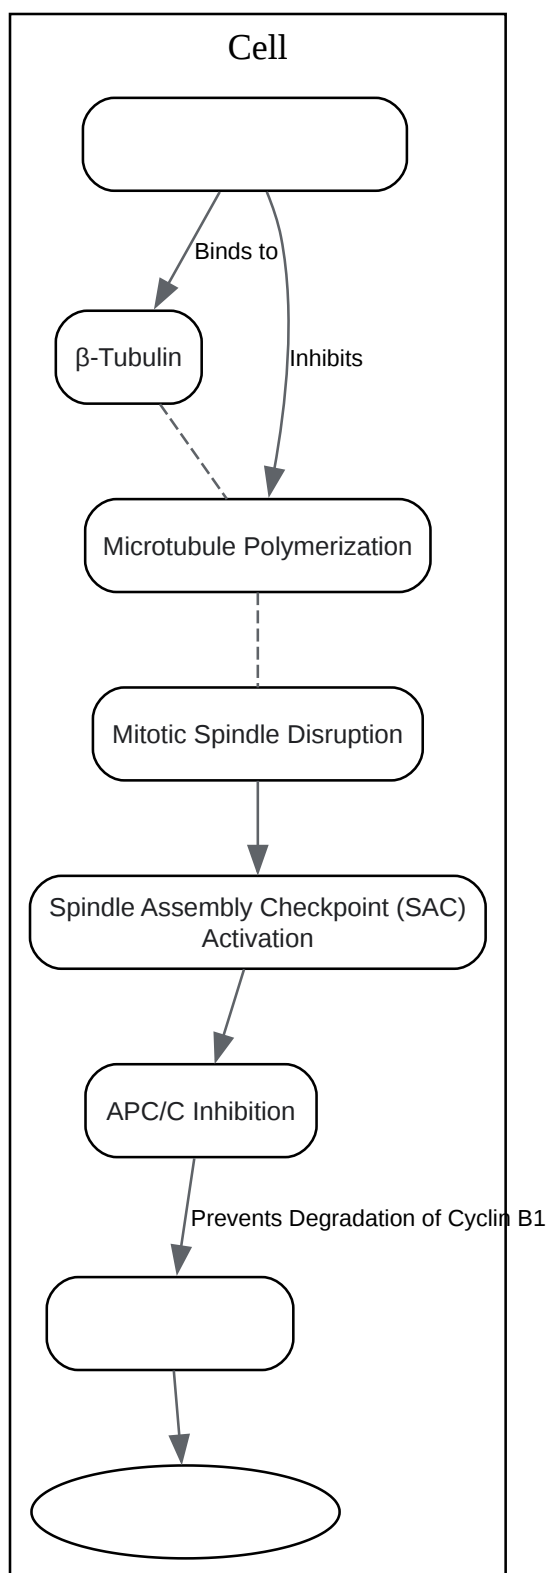 Cell
Binds to
β-Tubulin
Inhibits
Microtubule Polymerization
Mitotic Spindle Disruption
Spindle Assembly Checkpoint (SAC)
Activation
APC/C Inhibition
Prevents Degradation of Cyclin B1